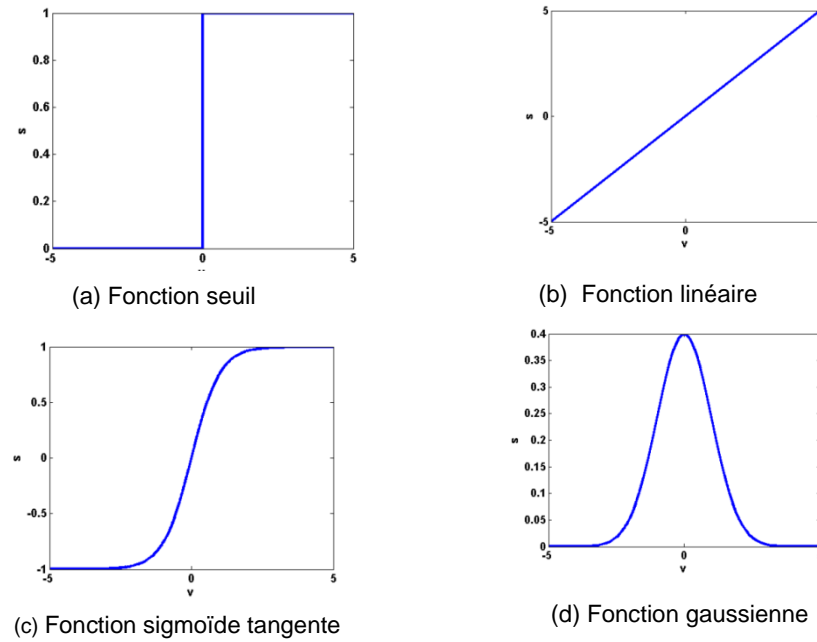 1
0.8
0.6
s
0.4
0.2
0
-5 0 5
(a) Fonction seuil
5
s 0
-5
-5 0
v
(b) Fonction linéaire
1
0.5
s 0
-0.5
-1
-5 0 5
v
(c) Fonction sigmoïde tangente
0.4
0.35
0.3
0.25
s
0.2
0.15
0.1
0.05
0
-5 0
v
(d) Fonction gaussienne